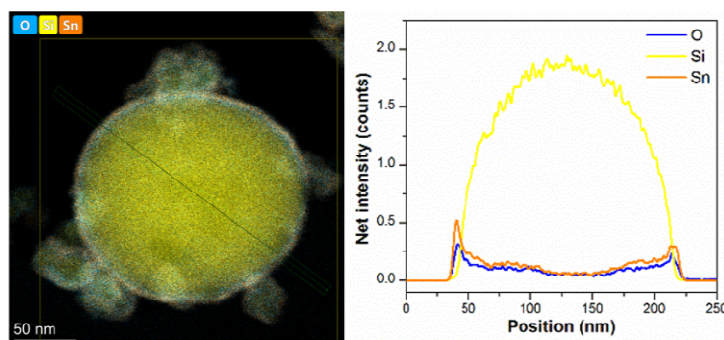 O Si Sn
50 nm
O
Si
Sn
Net intensity (counts)
2.0
1.5
1.0
0.5
0.0
0 50 100 150 200 250
Position (nm)